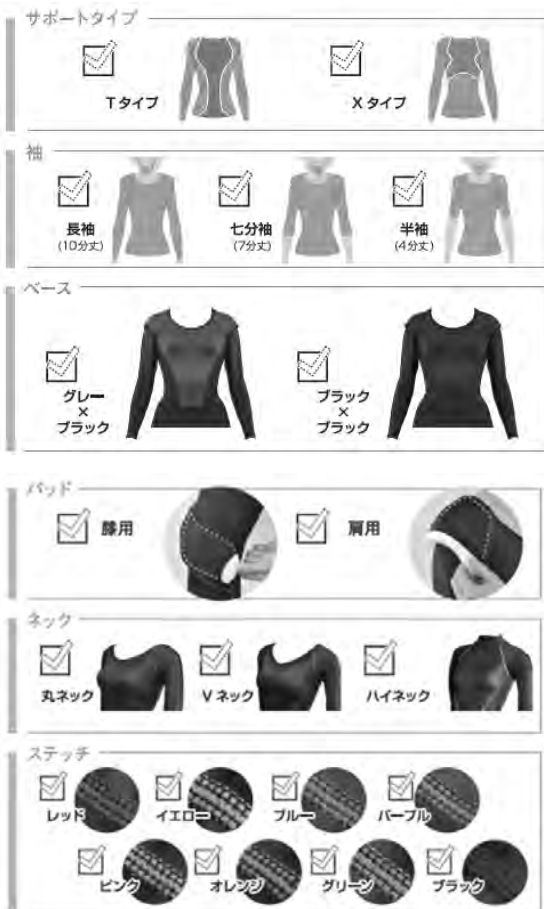 サポートタイプ
Tタイプ
Xタイプ
袖
長袖
(10分丈)
七分袖
(7分丈)
半袖
(4分丈)
ベース
グレー
×
ブラック
ブラック
×
ブラック
パッド
膝用
肩用
ネック
丸ネック
Vネック
ハイネック
ステッチ
レッド
イエロー
ブルー
パープル
ピンク
オレンジ
グリーン
ブラック